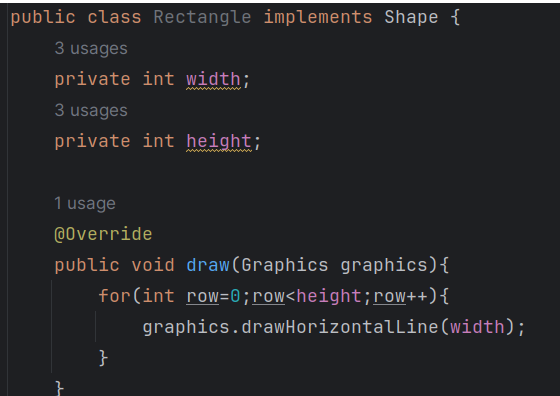 public class Rectangle implements Shape {
3 usages
private int width;
3 usages
private int height;
1 usage
@Override
public void draw(Graphics graphics){
for(int row=0;row<height;row++){
graphics.drawHorizontalLine(width);
}
}